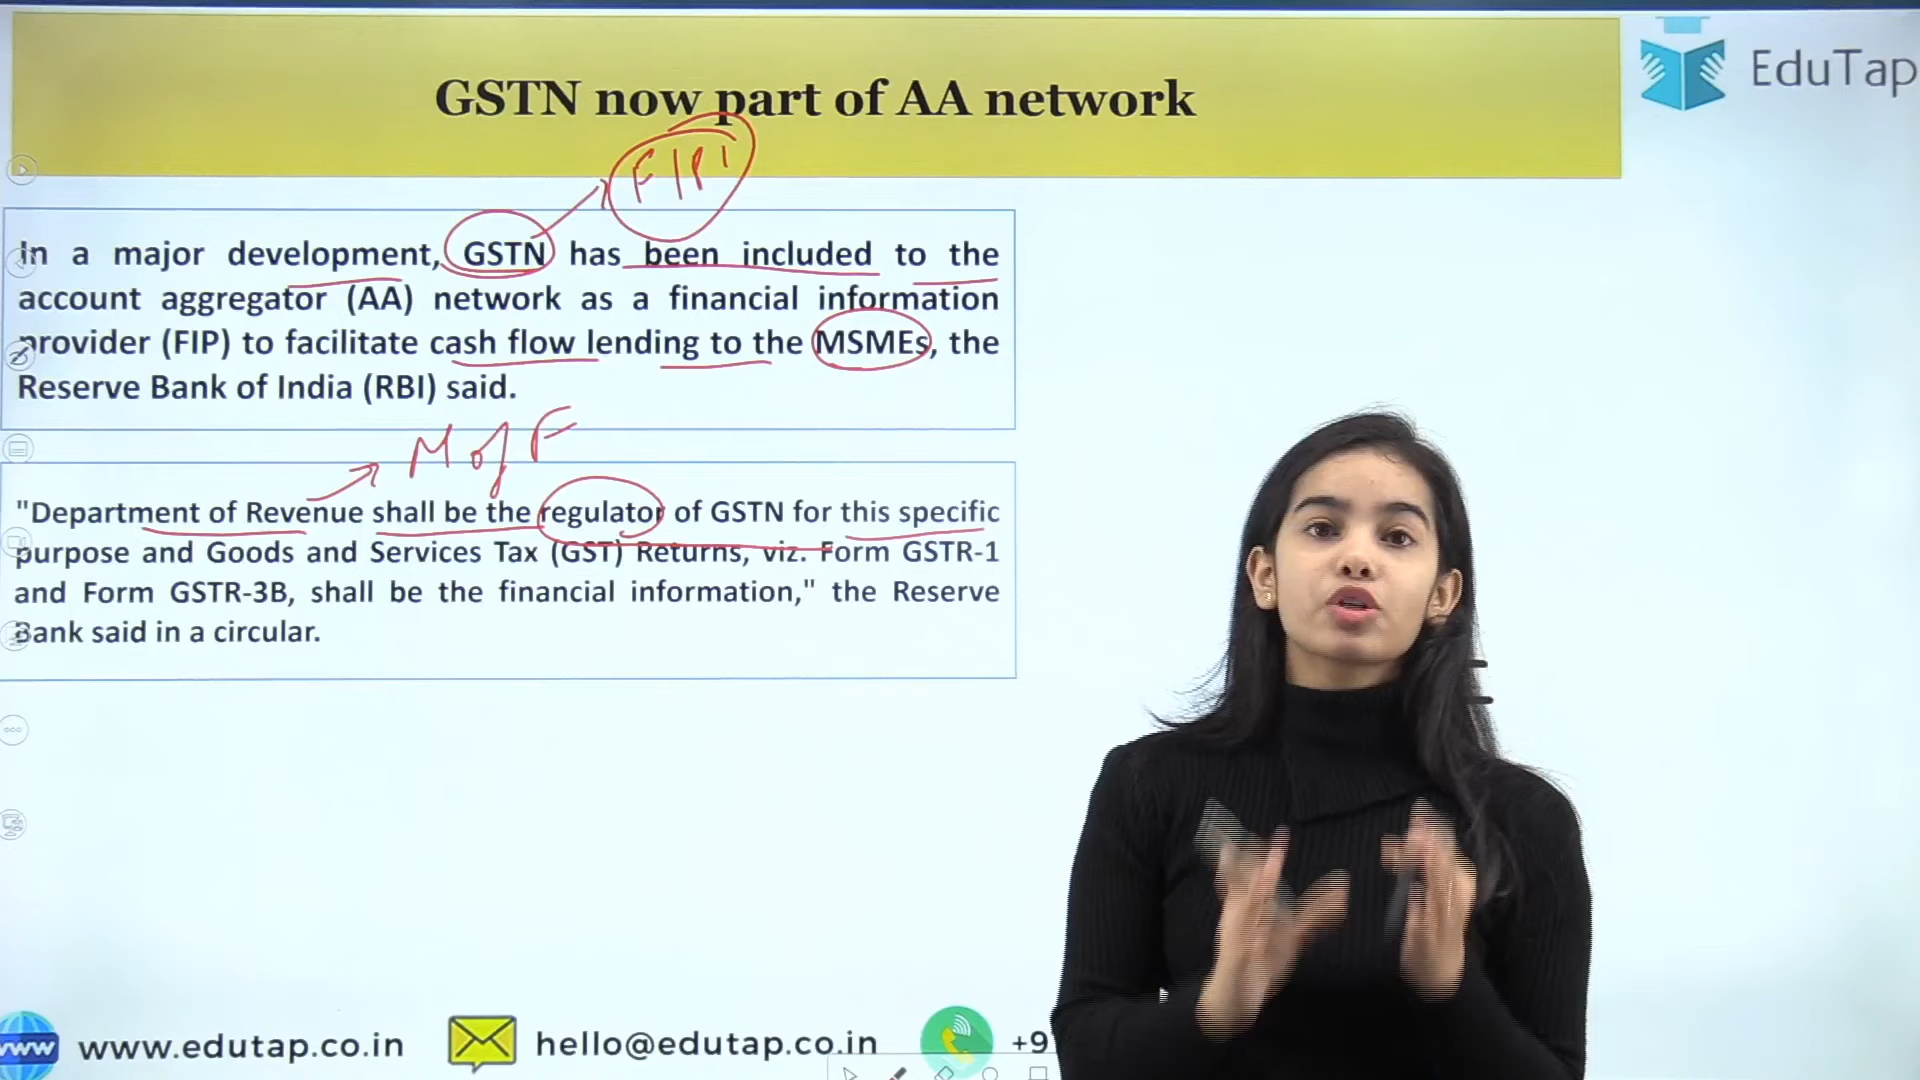 GSTN now part of AA network
EduTap
F I P
In a major development, GSTN has been included to the
account aggregator (AA) network as a financial information
provider (FIP) to facilitate cash flow lending to the MSMEs, the
Reserve Bank of India (RBI) said.
M of F
"Department of Revenue shall be the regulator of GSTN for this specific
purpose and Goods and Services Tax (GST) Returns, viz. Form GSTR-1
and Form GSTR-3B, shall be the financial information," the Reserve
Bank said in a circular.
www www.edutap.co.in hello@edutap.co.in +9